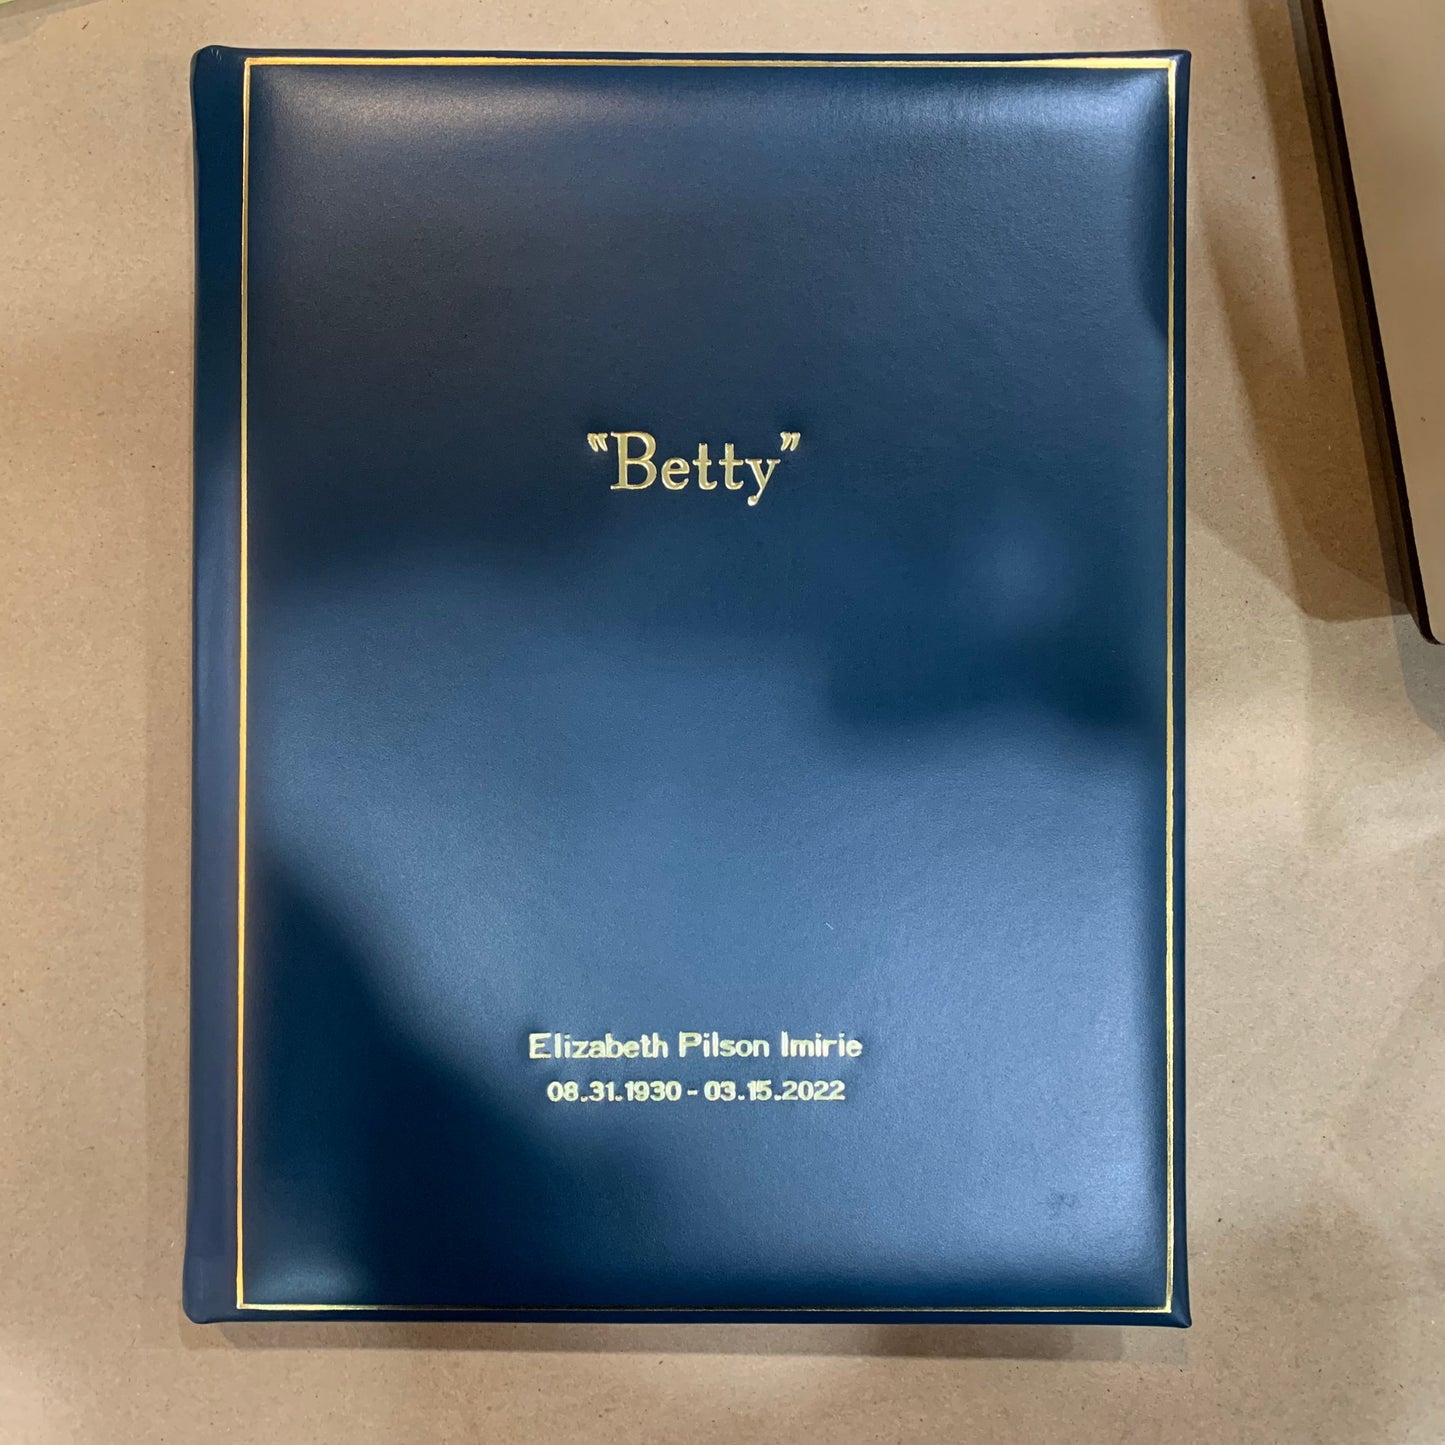 "Betty"
Elizabeth Pilson Imirie
08.31.1930 - 03.15.2022